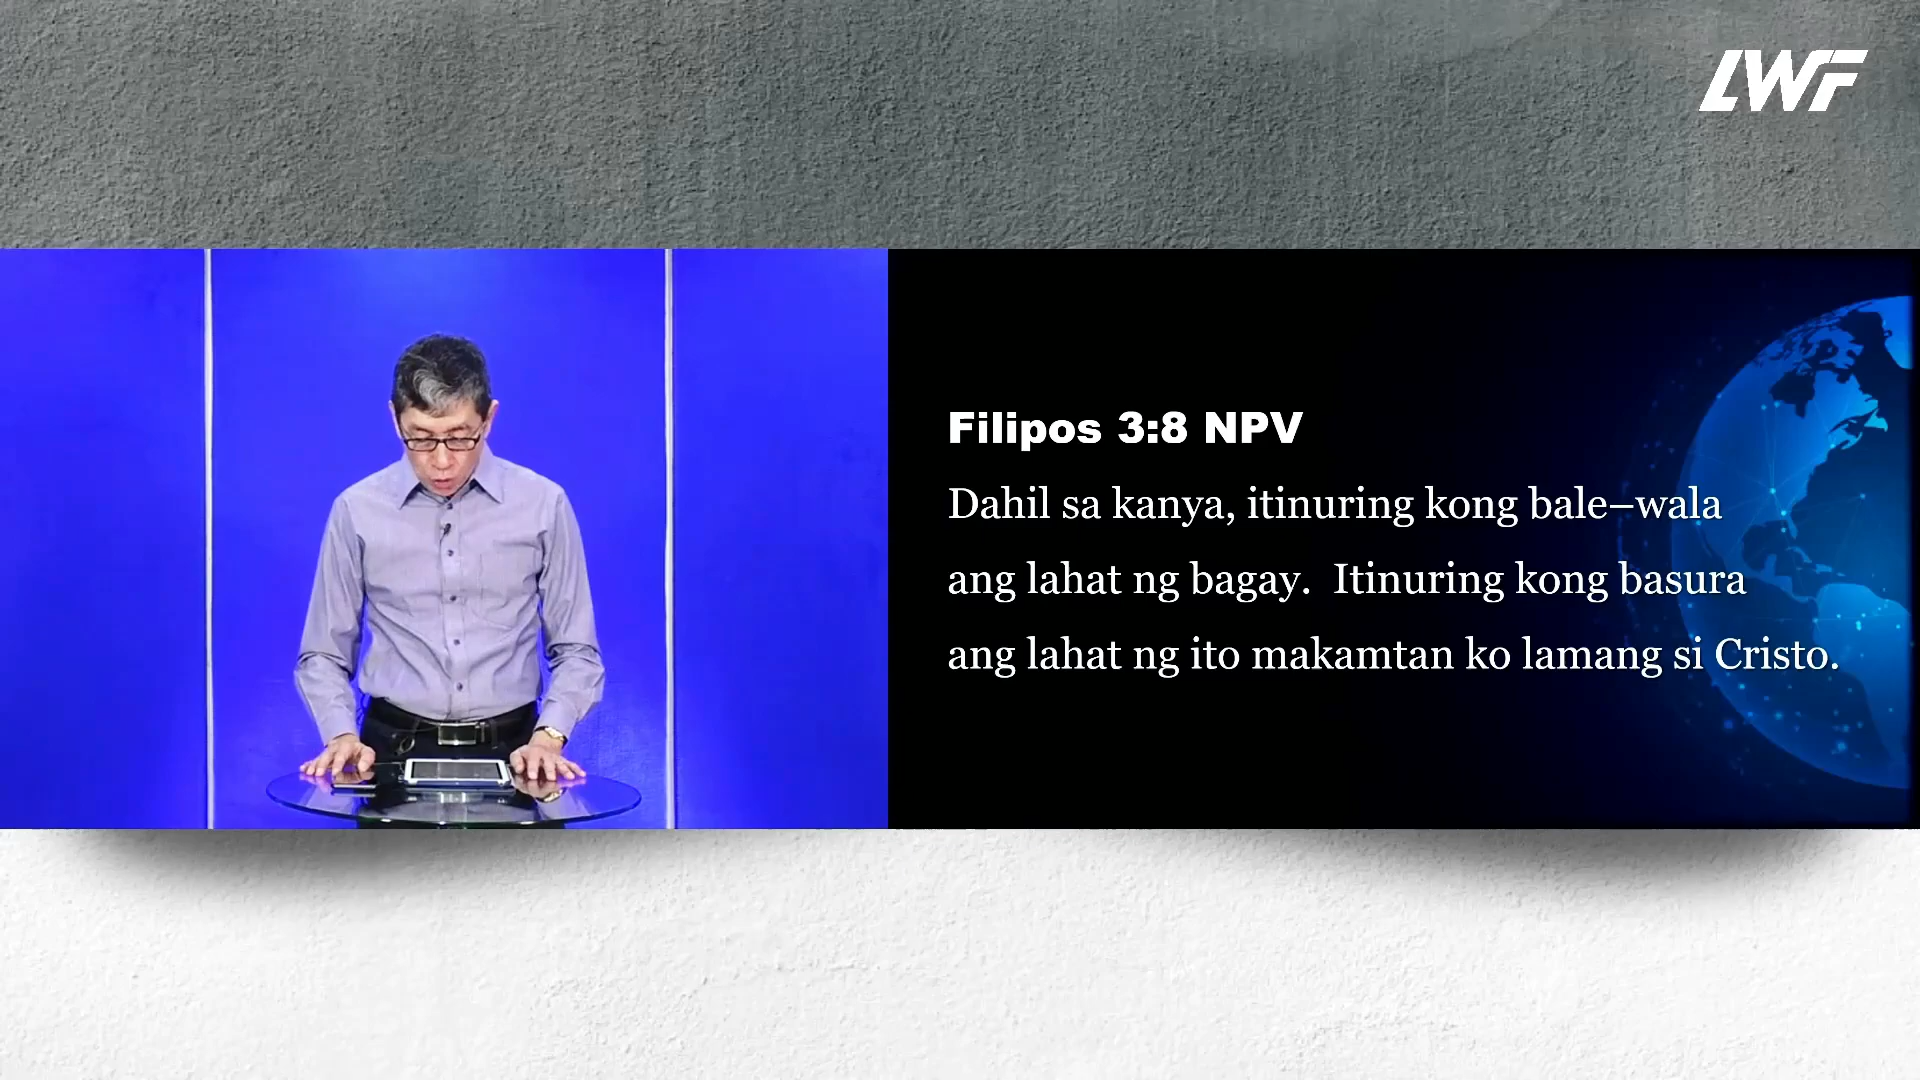 LWF
Filipos 3:8 NPV
Dahil sa kanya, itinuring kong bale–wala
ang lahat ng bagay.  Itinuring kong basura
ang lahat ng ito makamtan ko lamang si Cristo.